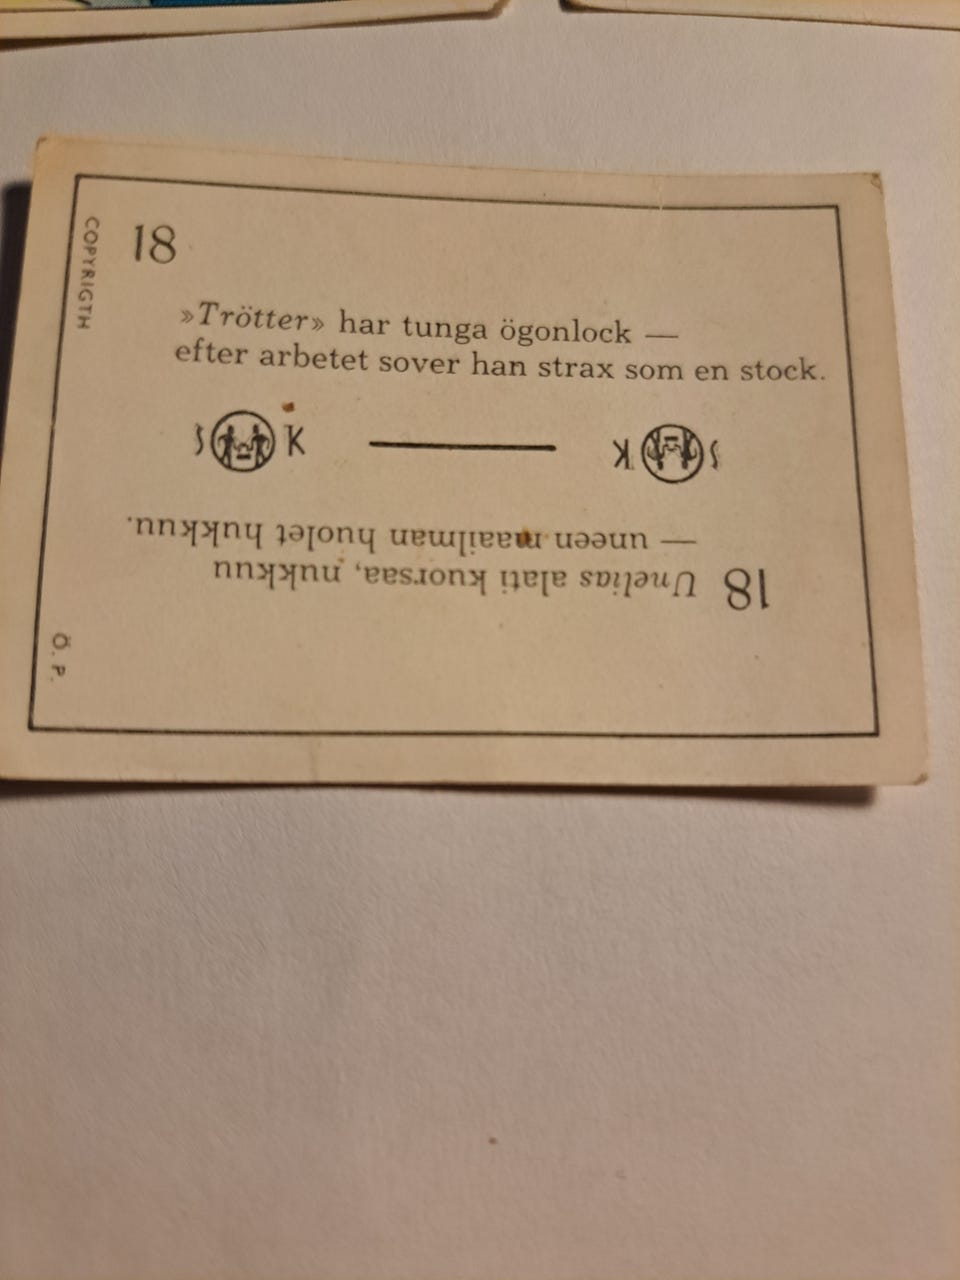 COPYRIGTH
18
»Trötter» har tunga ögonlock —
efter arbetet sover han strax som en stock.
S K
S K
18 Unelias alati kuorsaa, nukkuu
— uneen maailman huolet hukkuu.
Ö. P.